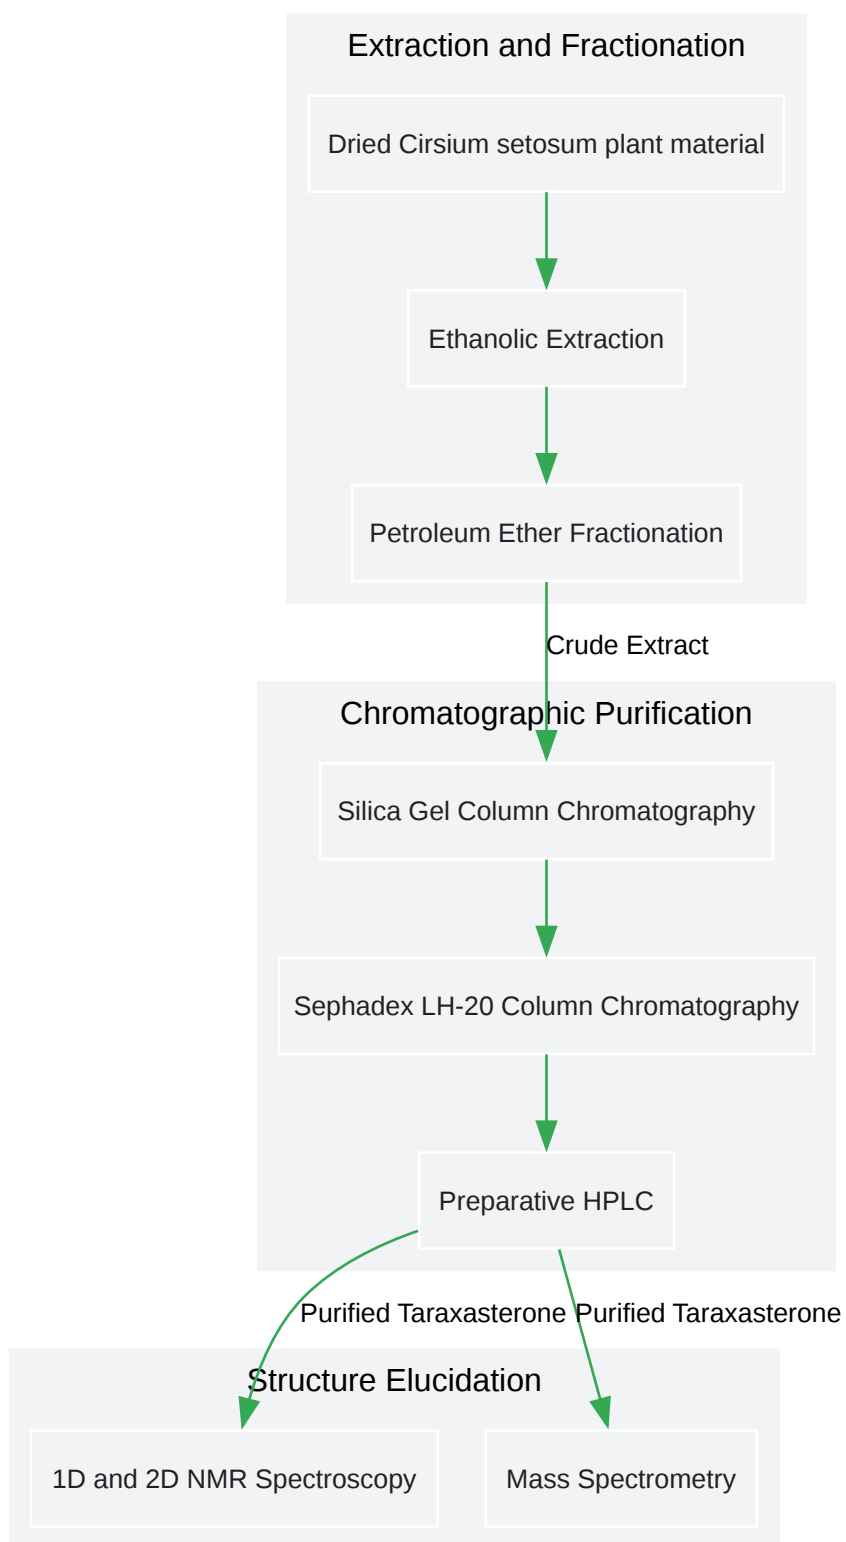 Extraction and Fractionation
Dried Cirsium setosum plant material
Ethanolic Extraction
Petroleum Ether Fractionation
Crude Extract
Chromatographic Purification
Silica Gel Column Chromatography
Sephadex LH-20 Column Chromatography
Preparative HPLC
Purified Taraxasterone
Purified Taraxasterone
Structure Elucidation
1D and 2D NMR Spectroscopy
Mass Spectrometry